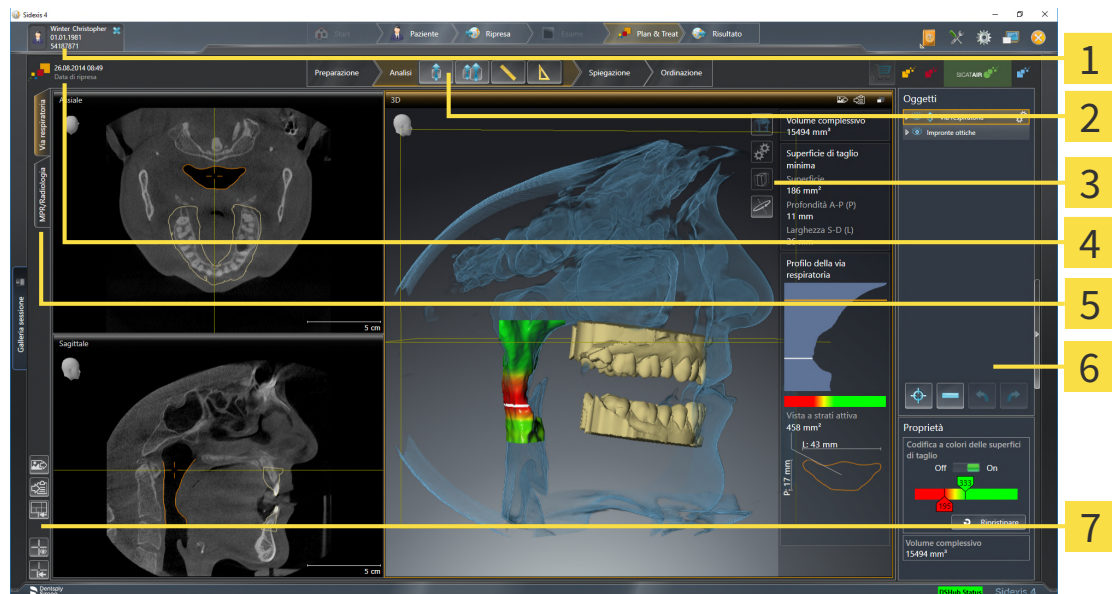 Sidexis 4
Winter Christopher
01.01.1981
54187871
Start
Paziente
Ripresa
Esame
Plan & Treat
Risultato
1
26.08.2014 08:49
Data di ripresa
Preparazione
Analisi
Spiegazione
Ordinazione
SICATAIR
2
Via respiratoria
MPR/Radiologia
Galleria sessione
Assiale
5 cm
Sagittale
5 cm
3D
Volume complessivo
15494 mm³
Superficie di taglio
minima
Superficie
186 mm²
Profondità A-P (P)
11 mm
Larghezza S-D (L)
26 mm
Profilo della via
respiratoria
Vista a strati attiva
458 mm²
L: 43 mm
P: 17 mm
Oggetti
Via respiratoria
Impronte ottiche
3
4
5
6
Proprietà
Codifica a colori delle superfici
di taglio
Off On
333
195
Ripristinare
7
Volume complessivo
15494 mm³
Dentsply
DSHub Status
Sidexis 4